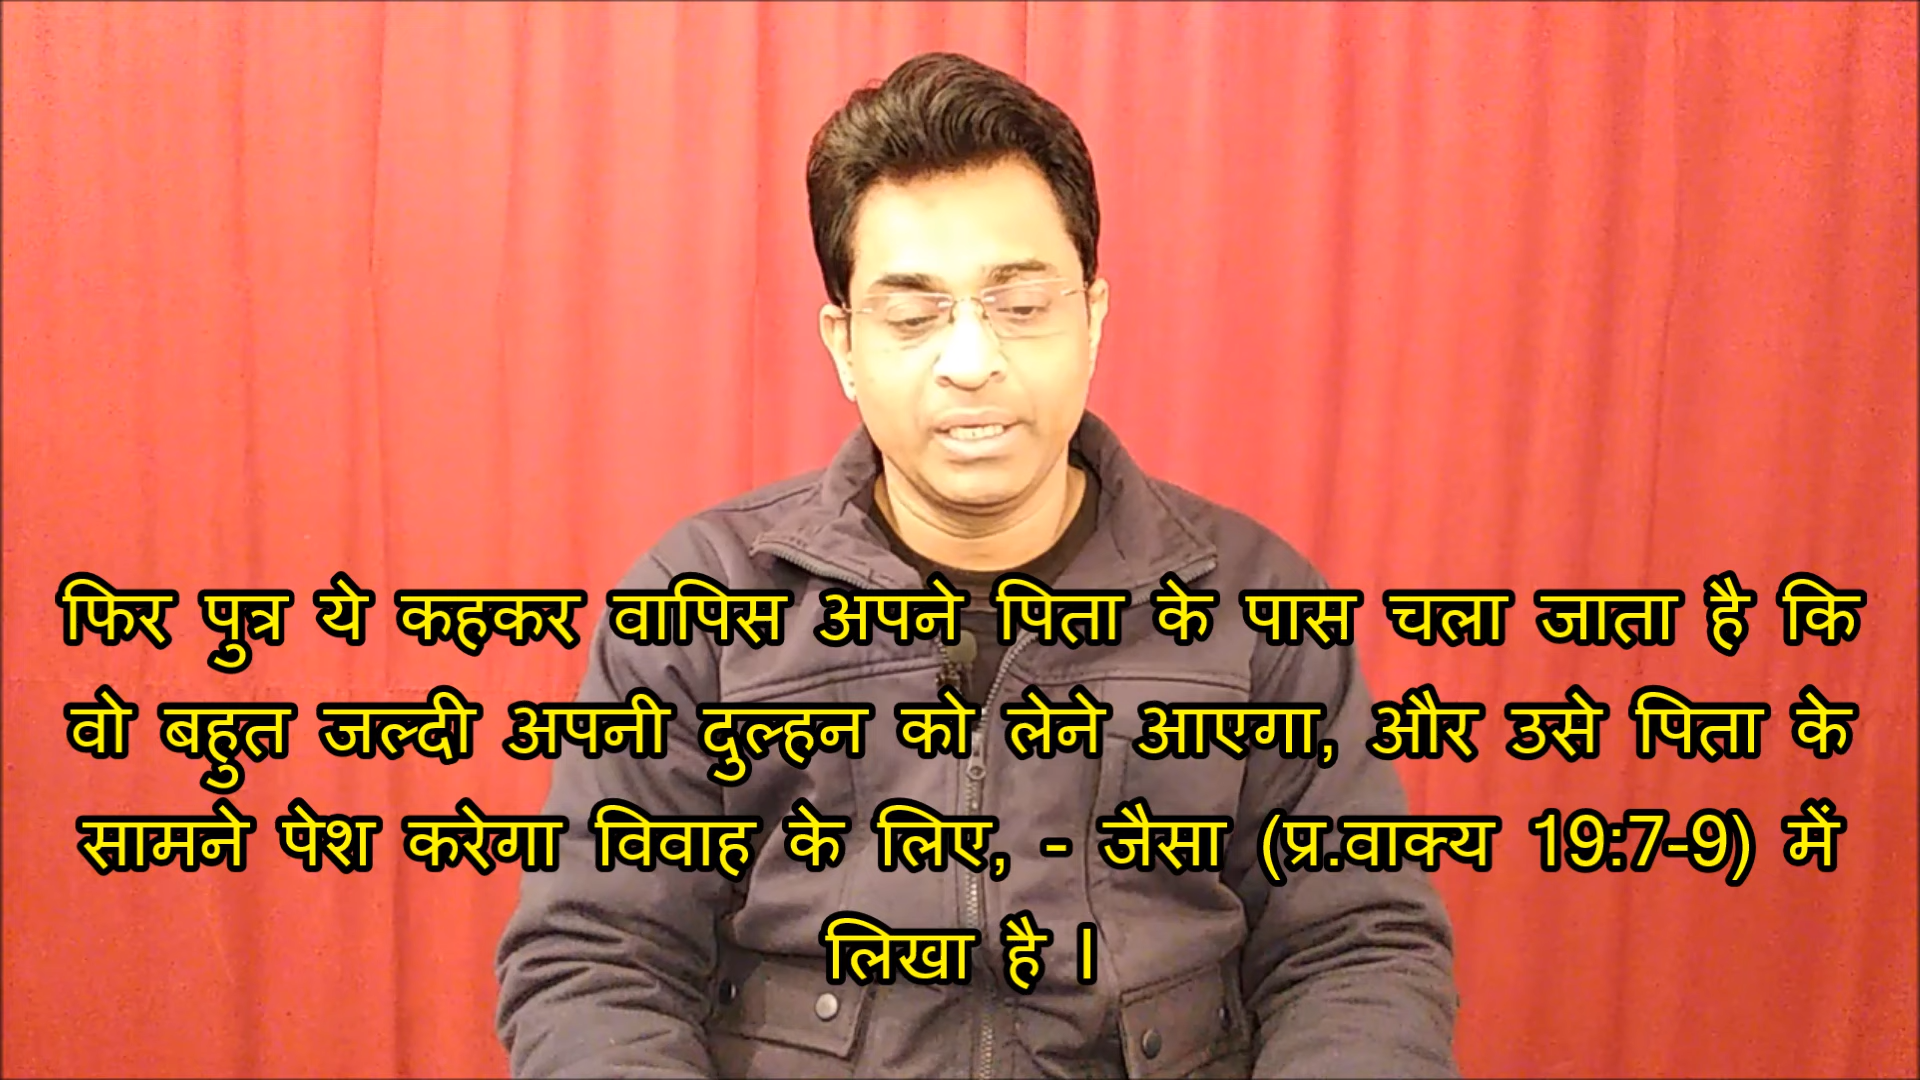 फिर पुत्र ये कहकर वापिस अपने पिता के पास चला जाता है कि
वो बहुत जल्दी अपनी दुल्हन को लेने आएगा, और उसे पिता के
सामने पेश करेगा विवाह के लिए, - जैसा (प्र.वाक्य 19:7-9) में
लिखा है ।